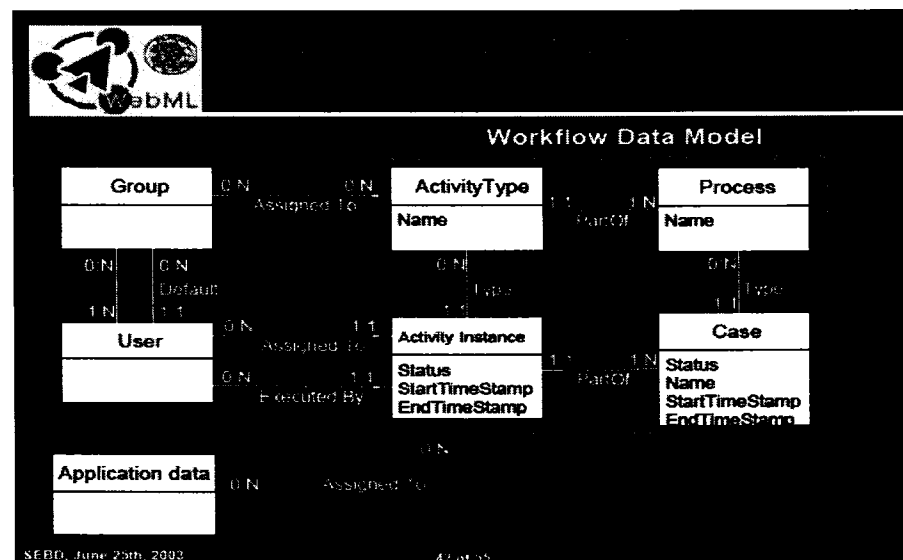 WebML
Workflow Data Model
Group
0:N
0:N
Assigned To
ActivityType
Name
1:1
1:N
PartOf
Process
Name
0:N
0:N
Default
1:N
1:1
0:N
Type
1:1
0:N
Type
1:1
User
0:N
1:1
Assigned To
0:N
1:1
Executed By
Activity Instance
Status
StartTimeStamp
EndTimeStamp
1:1
1:N
PartOf
Case
Status
Name
StartTimeStamp
EndTimeStamp
Application data
0:N
Assigned To
0:N
SEBD, June 25th, 2003
42 of 55